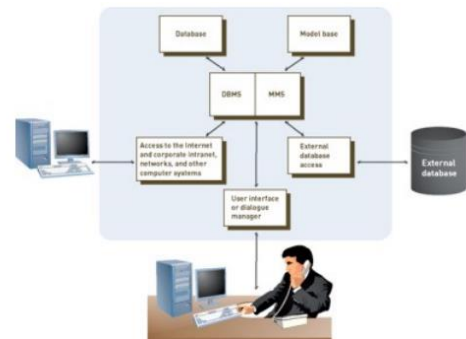 Database
Model base
DBMS
MMS
Access to the Internet
and corporate intranet,
networks, and other
computer systems
External
database
access
External
database
User interface
or dialogue
manager